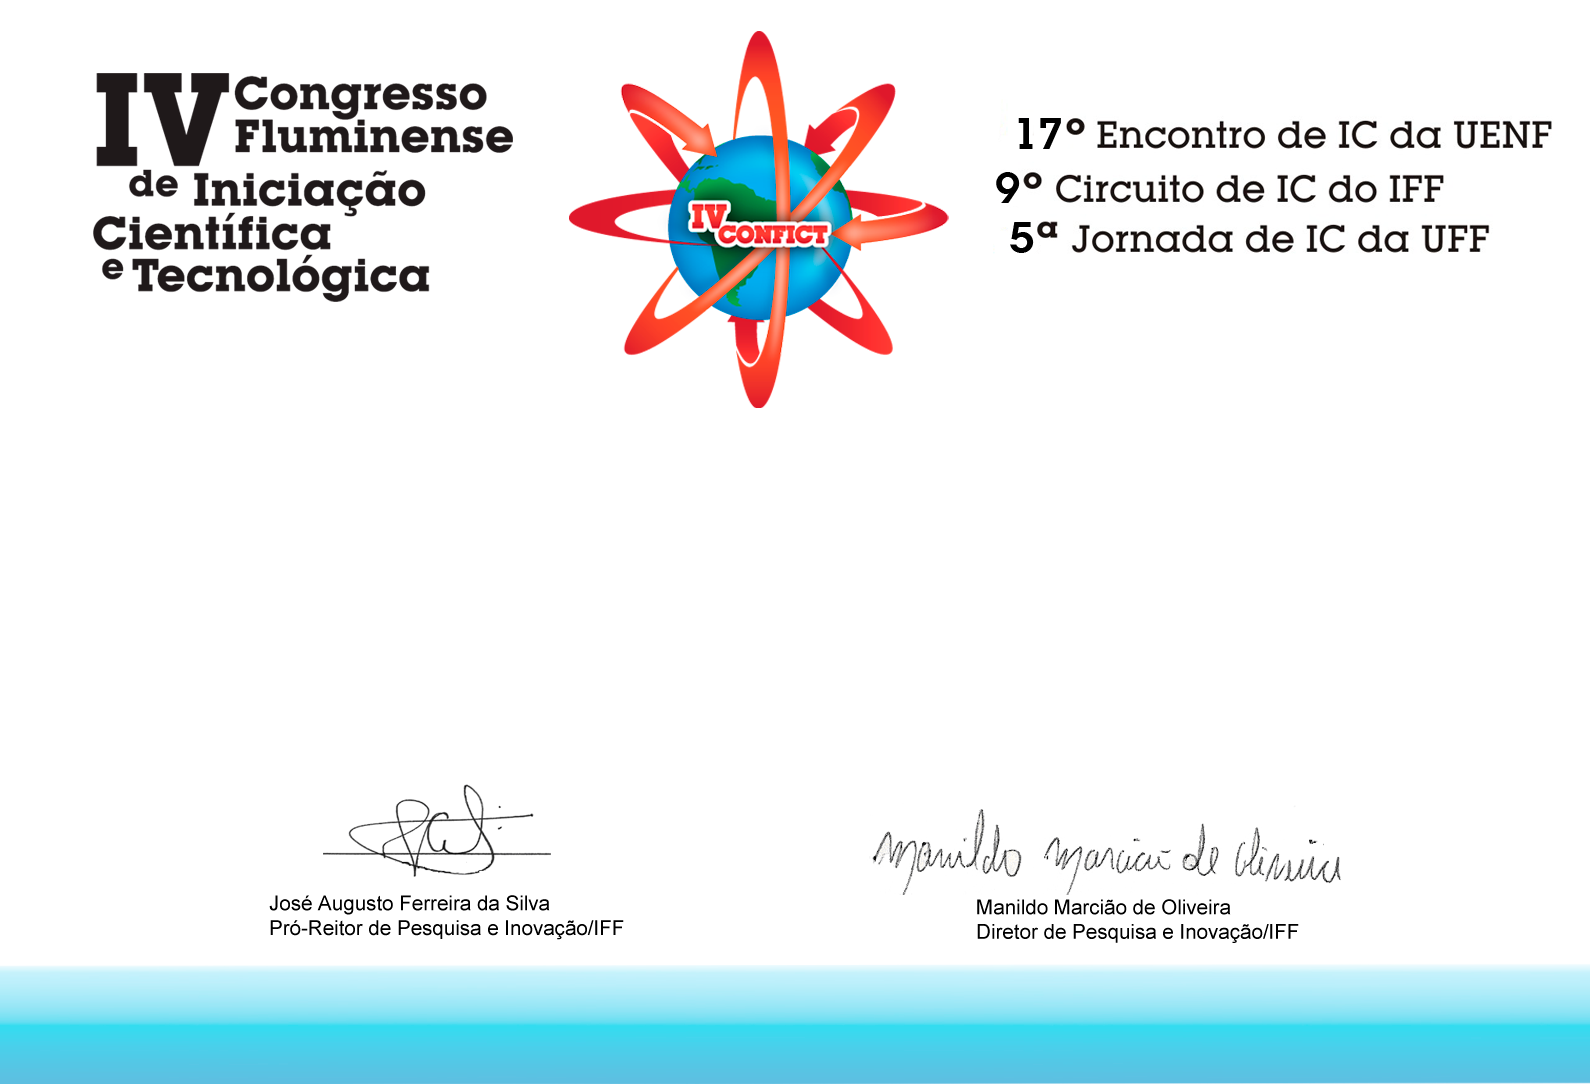 IV Congresso
Fluminense
de Iniciação
Científica
e Tecnológica
IV
CONFICT
17º Encontro de IC da UENF
9º Circuito de IC do IFF
5ª Jornada de IC da UFF
Manildo Marcião de Oliveira
José Augusto Ferreira da Silva
Pró-Reitor de Pesquisa e Inovação/IFF
Manildo Marcião de Oliveira
Diretor de Pesquisa e Inovação/IFF